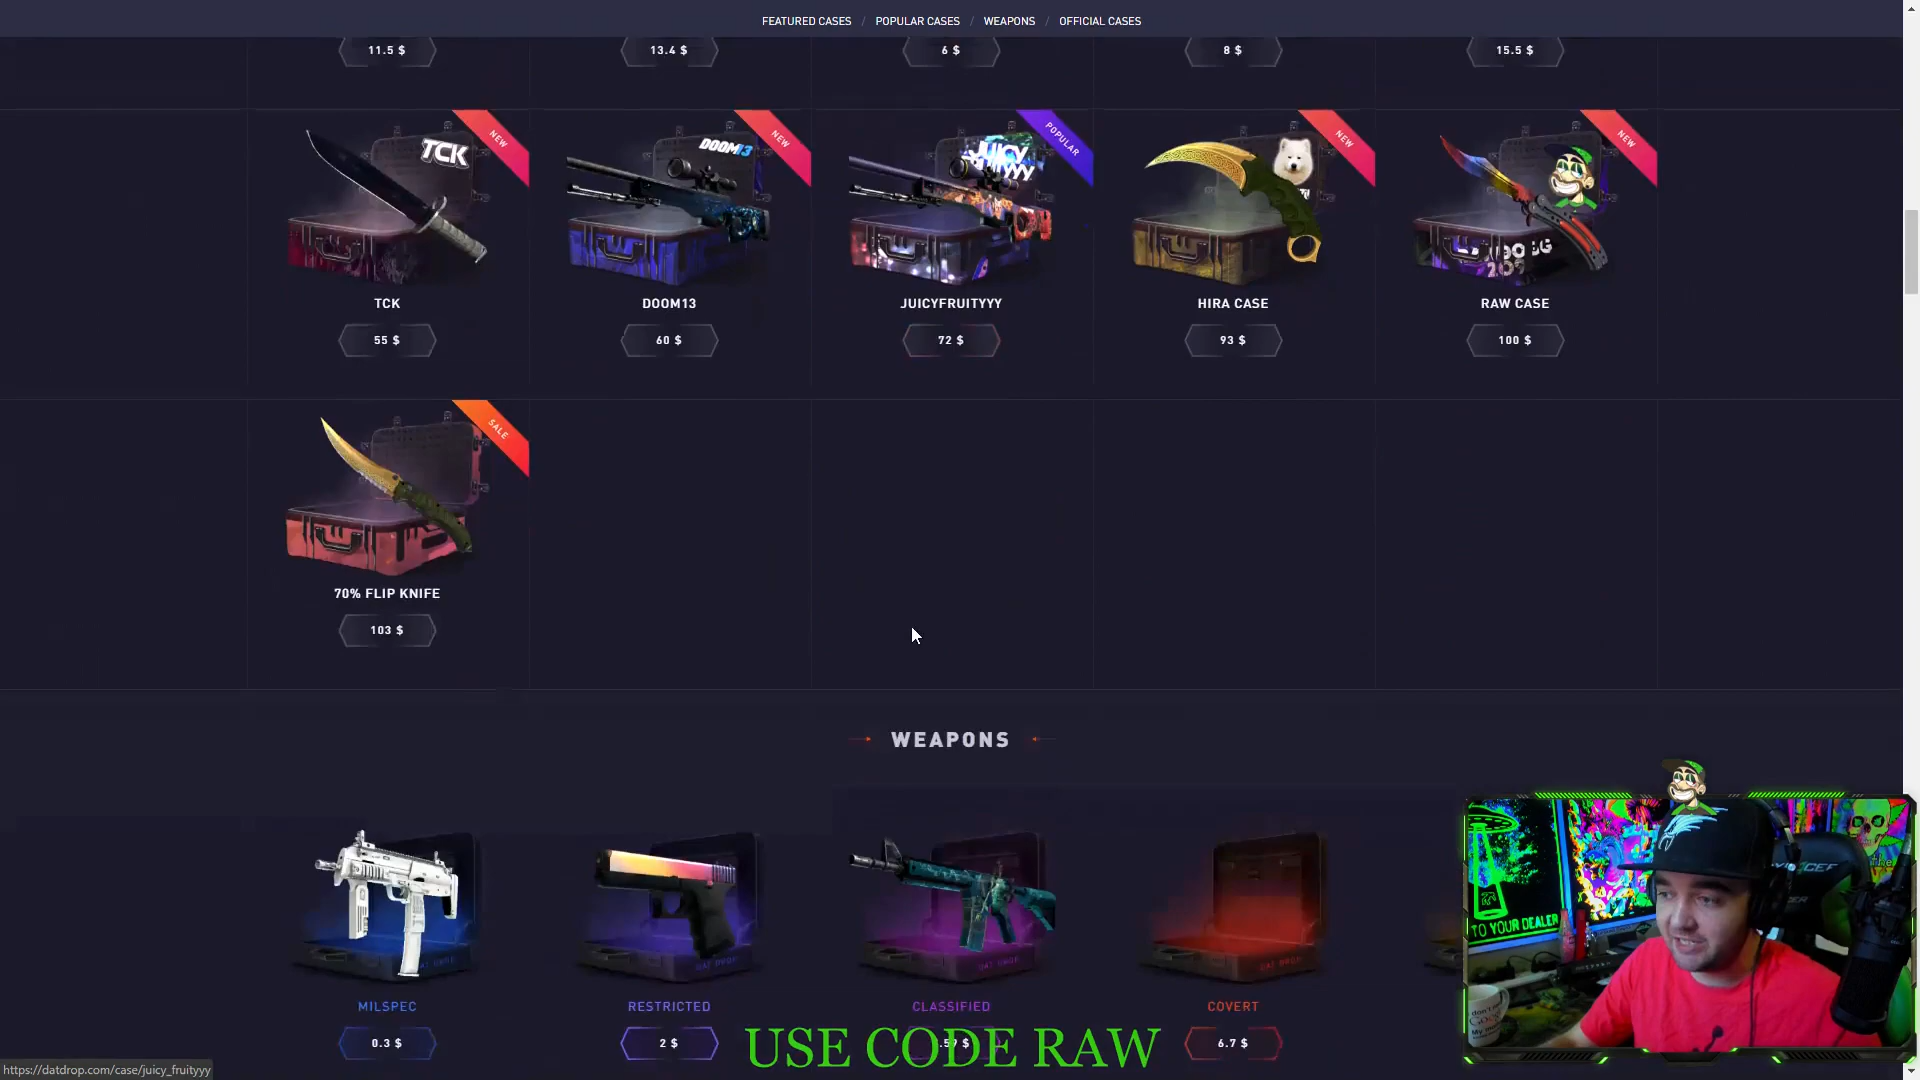 FEATURED CASES / POPULAR CASES / WEAPONS / OFFICIAL CASES
11.5 $ 13.4 $ 6 $ 8 $ 15.5 $
NEW NEW POPULAR NEW NEW
TCK DOOM13 JUICY
TCK DOOM13 JUICYFRUITYYY HIRA CASE RAW CASE
55 $ 60 $ 72 $ 93 $ 100 $
SALE
70% FLIP KNIFE
103 $
WEAPONS
TO YOUR DEALER
MILSPEC RESTRICTED CLASSIFIED COVERT
0.3 $ 2 $ 6.7 $
USE CODE RAW
https://datdrop.com/case/juicy_fruityyy